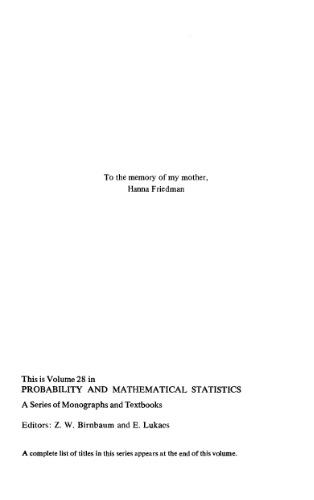 To the memory of my mother,
Hanna Friedman
This is Volume 28 in
PROBABILITY AND MATHEMATICAL STATISTICS
A Series of Monographs and Textbooks
Editors: Z. W. Birnbaum and E. Lukacs
A complete list of titles in this series appears at the end of this volume.